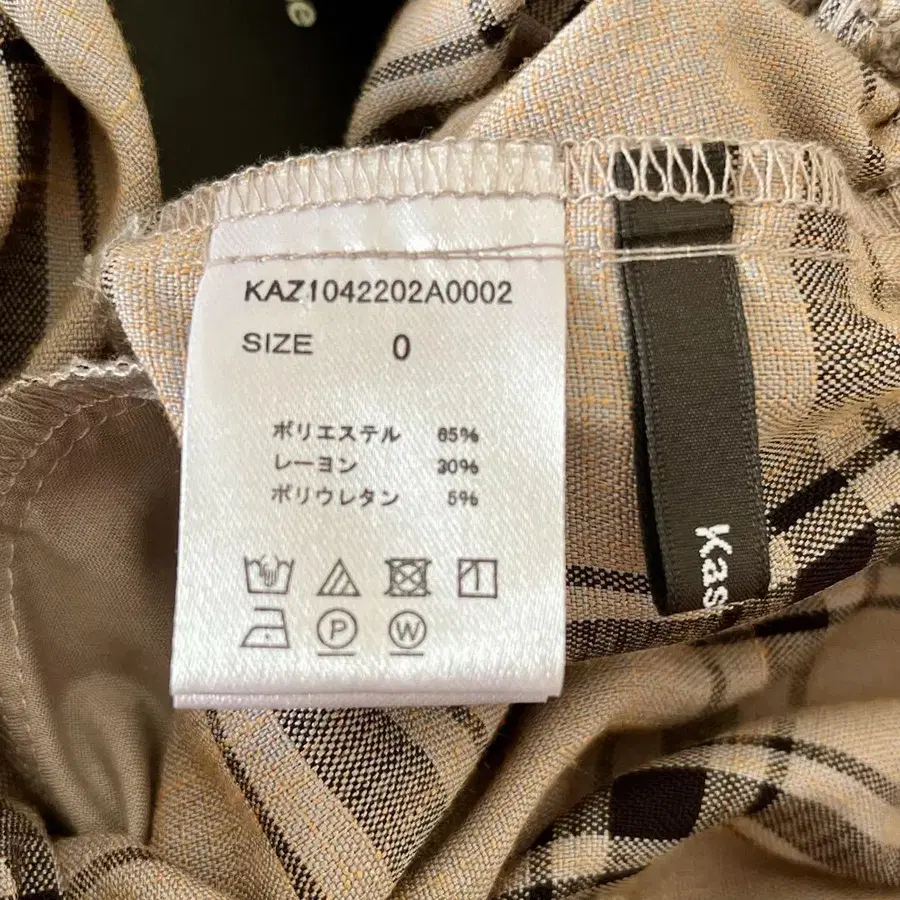 KAZ1042202A0002
SIZE 0
ポリエステル 65%
レーヨン 30%
ポリウレタン 5%
P W
Kas